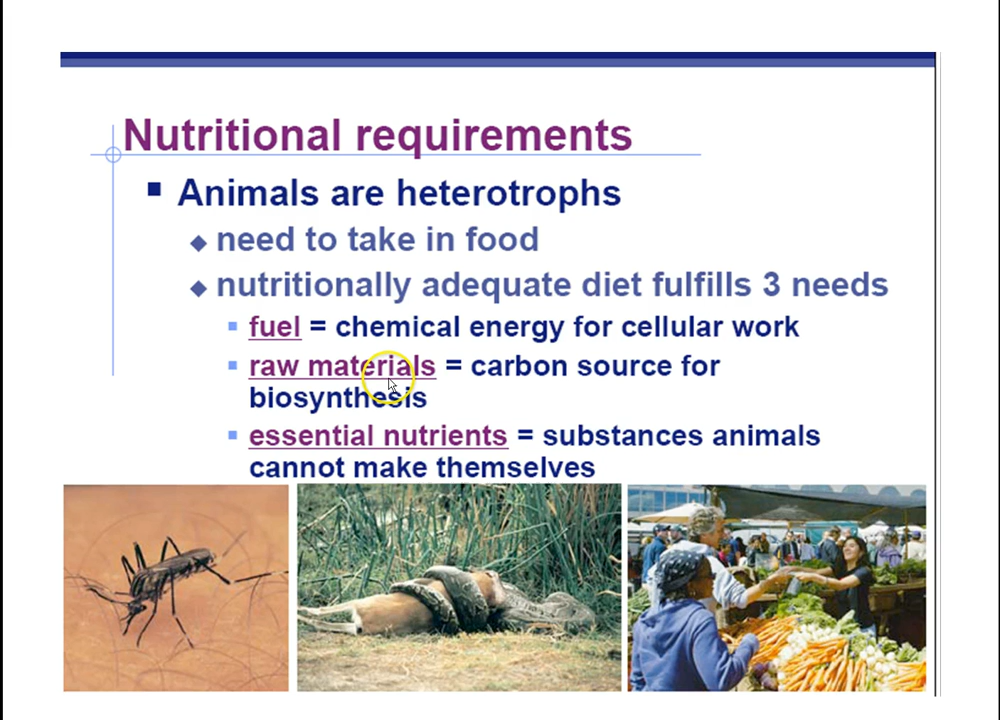 Nutritional requirements
Animals are heterotrophs
need to take in food
nutritionally adequate diet fulfills 3 needs
fuel = chemical energy for cellular work
raw materials = carbon source for
biosynthesis
essential nutrients = substances animals
cannot make themselves